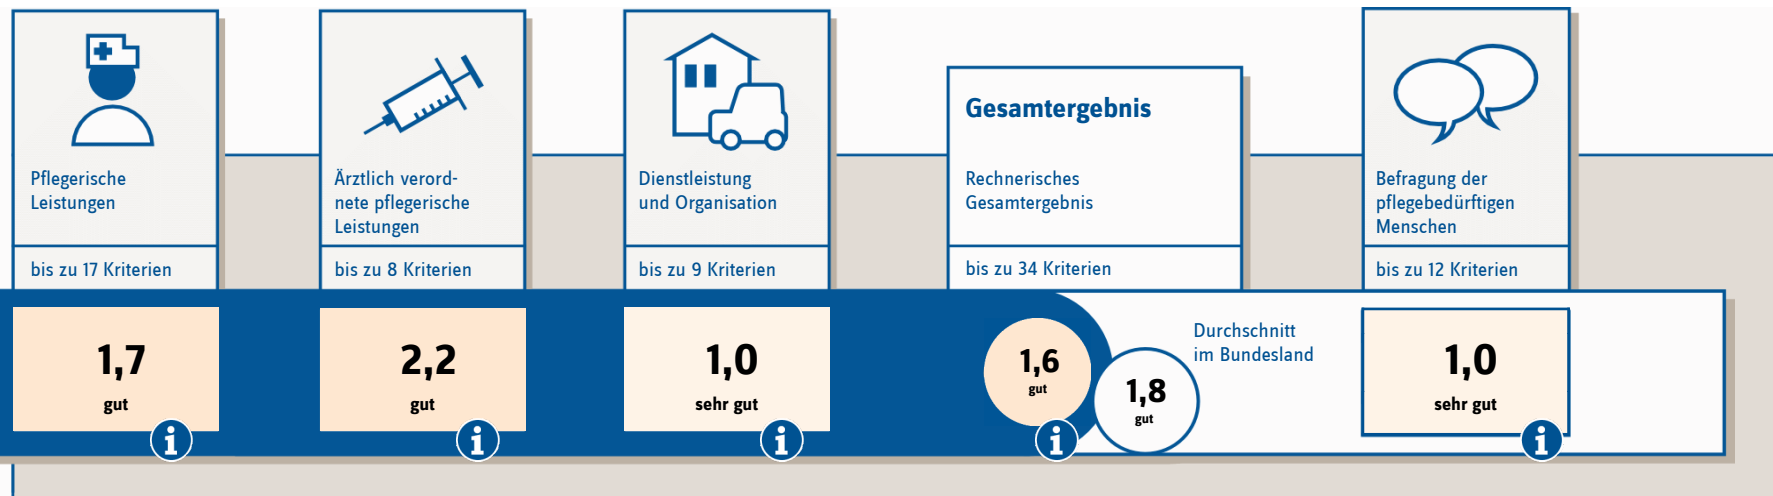 Pflegerische
Leistungen
bis zu 17 Kriterien
1,7
gut
i
Ärztlich verord-
nete pflegerische
Leistungen
bis zu 8 Kriterien
2,2
gut
i
Dienstleistung
und Organisation
bis zu 9 Kriterien
1,0
sehr gut
i
Gesamtergebnis
Rechnerisches
Gesamtergebnis
bis zu 34 Kriterien
1,6
gut
i
1,8
gut
Durchschnitt
im Bundesland
Befragung der
pflegebedürftigen
Menschen
bis zu 12 Kriterien
1,0
sehr gut
i